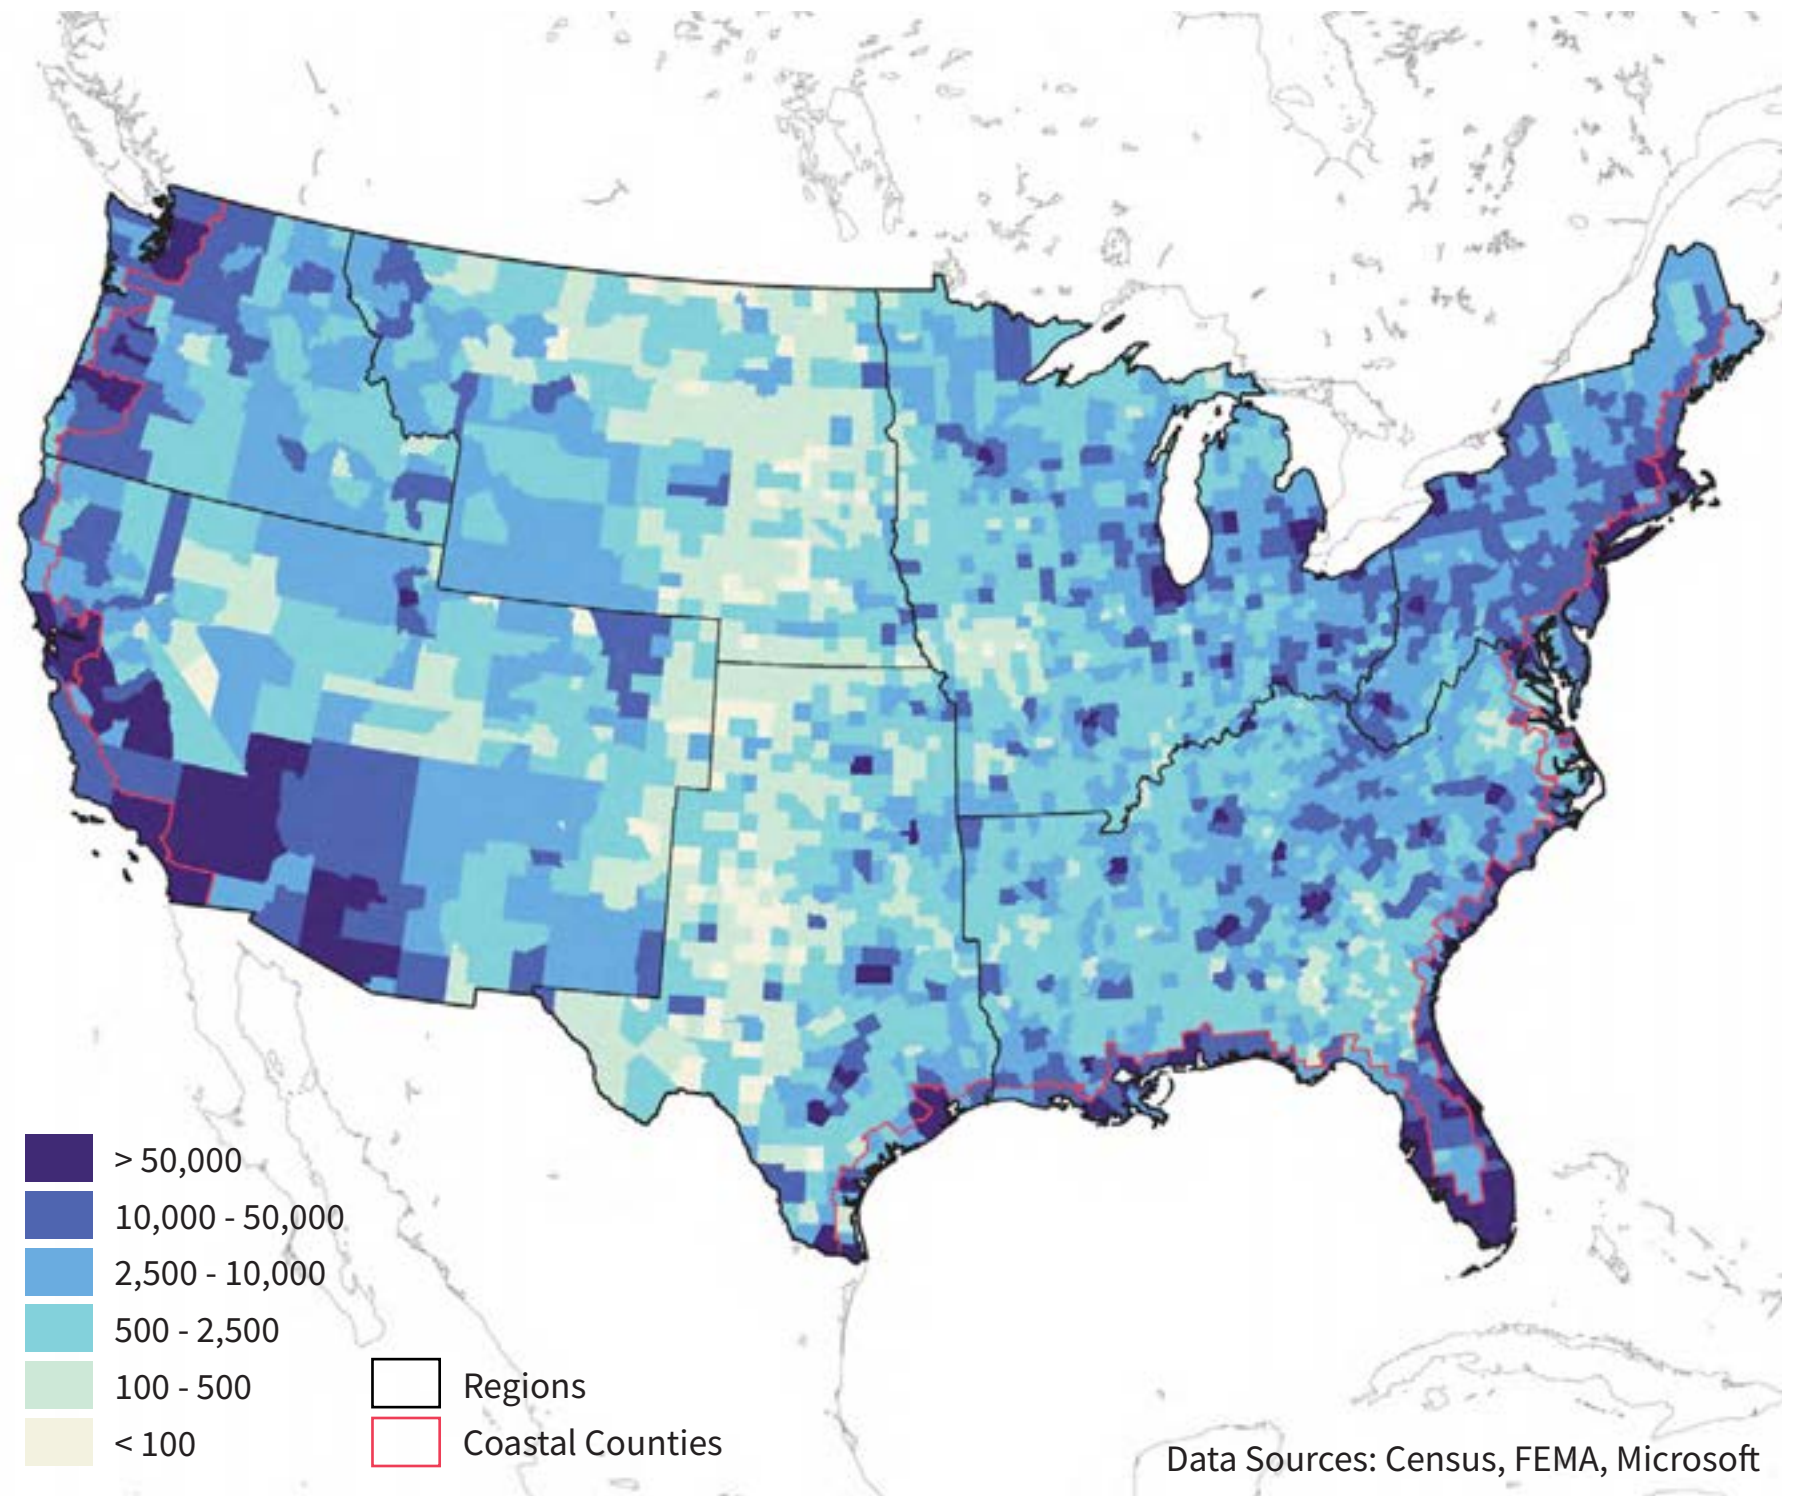 > 50,000
10,000 - 50,000
2,500 - 10,000
500 - 2,500
100 - 500
< 100
Regions
Coastal Counties
Data Sources: Census, FEMA, Microsoft